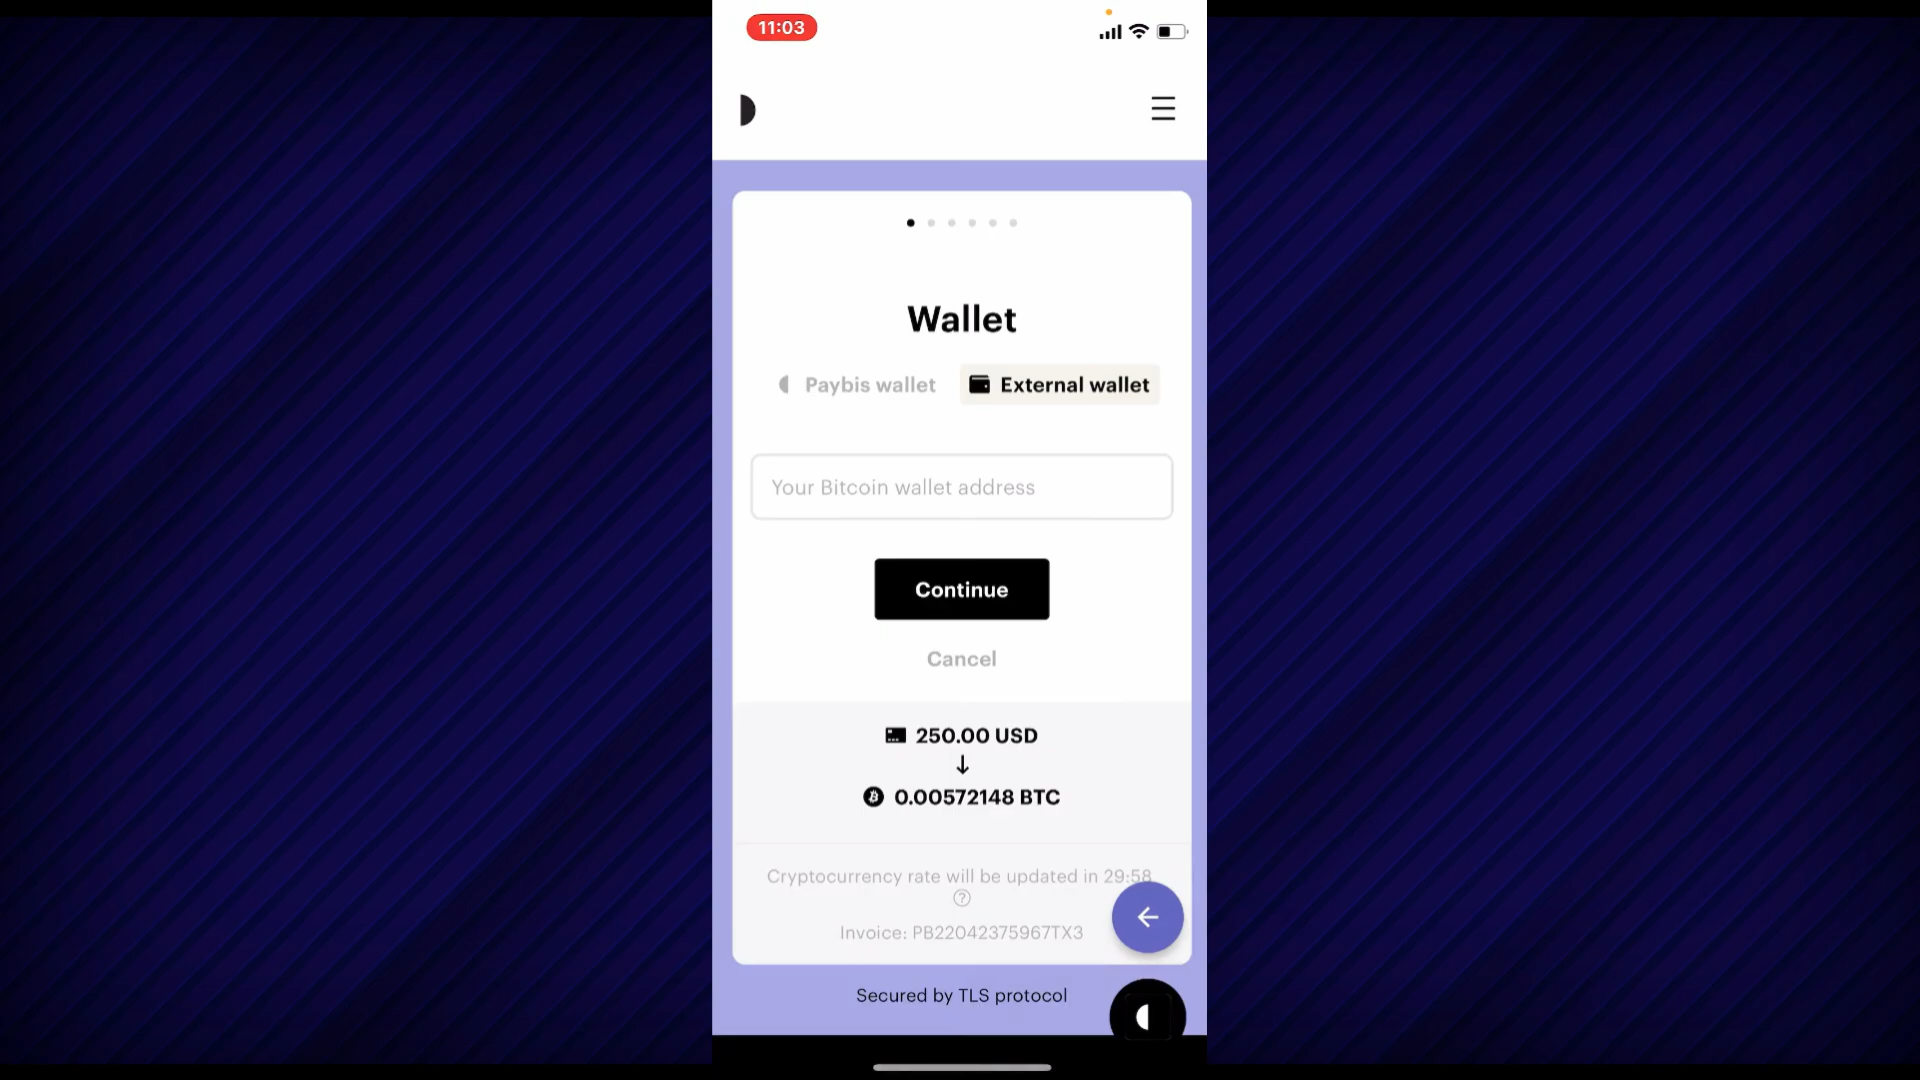 11:03
Wallet
Paybis wallet External wallet
Your Bitcoin wallet address
Continue
Cancel
250.00 USD
↓
0.00572148 BTC
Cryptocurrency rate will be updated in 29:58
?
Invoice: PB22042375967TX3
Secured by TLS protocol